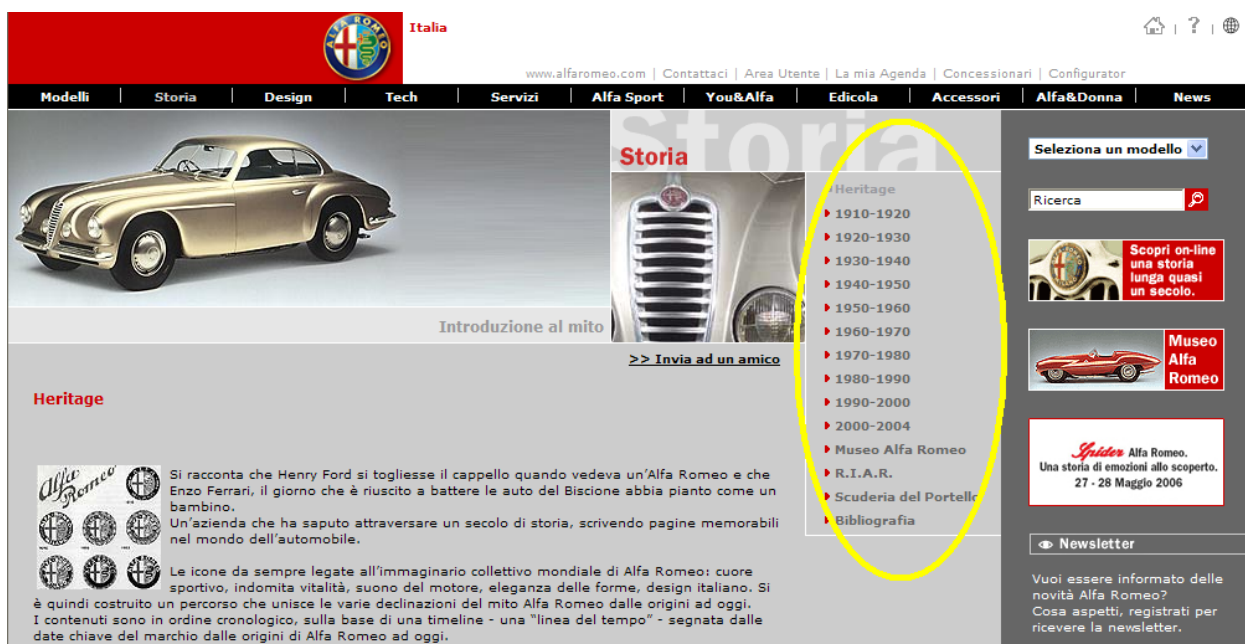 ALFA ROMEO
Italia
?
www.alfaromeo.com | Contattaci | Area Utente | La mia Agenda | Concessionari | Configurator
Modelli | Storia | Design | Tech | Servizi | Alfa Sport | You&Alfa | Edicola | Accessori | Alfa&Donna | News
Storia
Storia
Introduzione al mito
>> Invia ad un amico
Heritage
1910-1920
1920-1930
1930-1940
1940-1950
1950-1960
1960-1970
1970-1980
1980-1990
1990-2000
2000-2004
Museo Alfa Romeo
R.I.A.R.
Scuderia del Portello
Bibliografia
Heritage
Alfa
Romeo
Si racconta che Henry Ford si togliesse il cappello quando vedeva un'Alfa Romeo e che
Enzo Ferrari, il giorno che è riuscito a battere le auto del Biscione abbia pianto come un
bambino.
Un'azienda che ha saputo attraversare un secolo di storia, scrivendo pagine memorabili
nel mondo dell'automobile.
Le icone da sempre legate all'immaginario collettivo mondiale di Alfa Romeo: cuore
sportivo, indomita vitalità, suono del motore, eleganza delle forme, design italiano. Si
è quindi costruito un percorso che unisce le varie declinazioni del mito Alfa Romeo dalle origini ad oggi.
I contenuti sono in ordine cronologico, sulla base di una timeline - una "linea del tempo" - segnata dalle
date chiave del marchio dalle origini di Alfa Romeo ad oggi.
Seleziona un modello
Ricerca
Scopri on-line
una storia
lunga quasi
un secolo.
Museo
Alfa
Romeo
Spider Alfa Romeo.
Una storia di emozioni allo scoperto.
27 - 28 Maggio 2006
Newsletter
Vuoi essere informato delle
novità Alfa Romeo?
Cosa aspetti, registrati per
ricevere la newsletter.